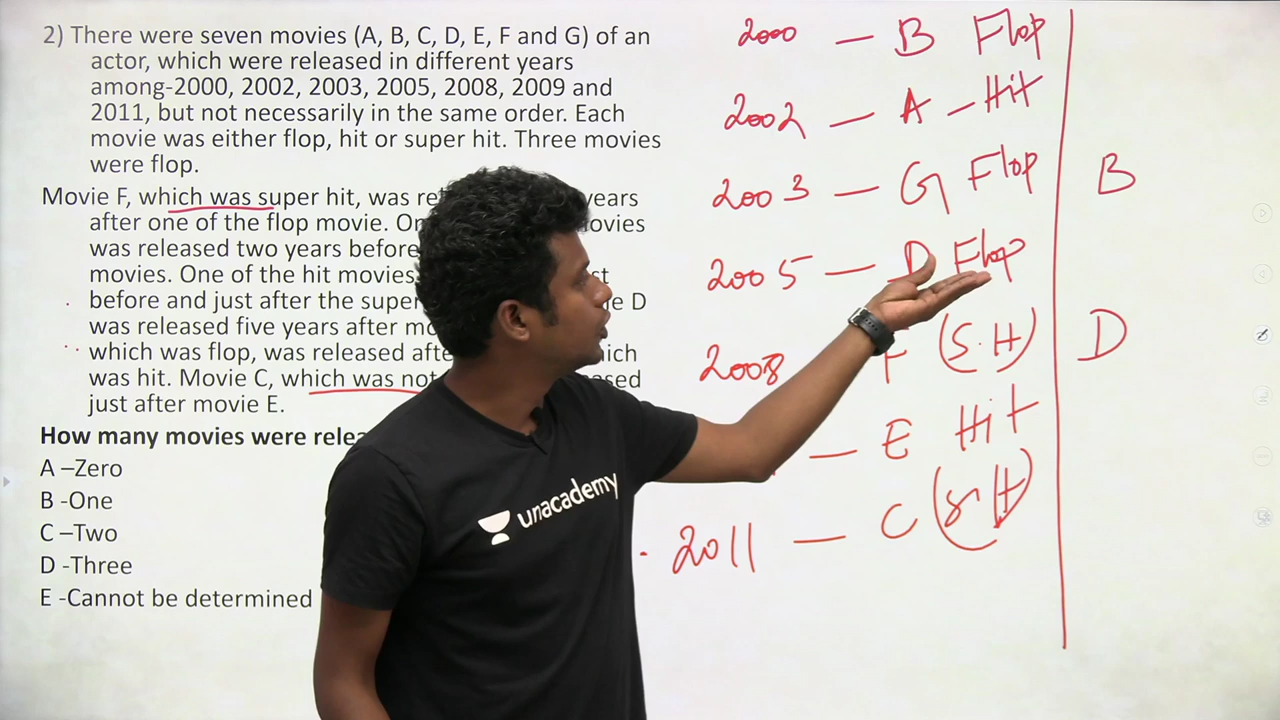 2) There were seven movies (A, B, C, D, E, F and G) of an
actor, which were released in different years
among-2000, 2002, 2003, 2005, 2008, 2009 and
2011, but not necessarily in the same order. Each
movie was either flop, hit or super hit. Three movies
were flop.
Movie F, which was super hit, was years
after one of the flop movie.
was released two years before
movies. One of the hit movies
before and just after the super D
was released five years after
which was flop, was released
was hit. Movie C, which was not
just after movie E.
How many movies were
A –Zero
B -One
C –Two
D -Three
E -Cannot be determined
2000 — B Flop
2002 — A – Hit
2003 — G Flop
2005 — D Flop
2008 F (S.H)
— E Hit
2011 — C (S.H)
B
D
unacademy